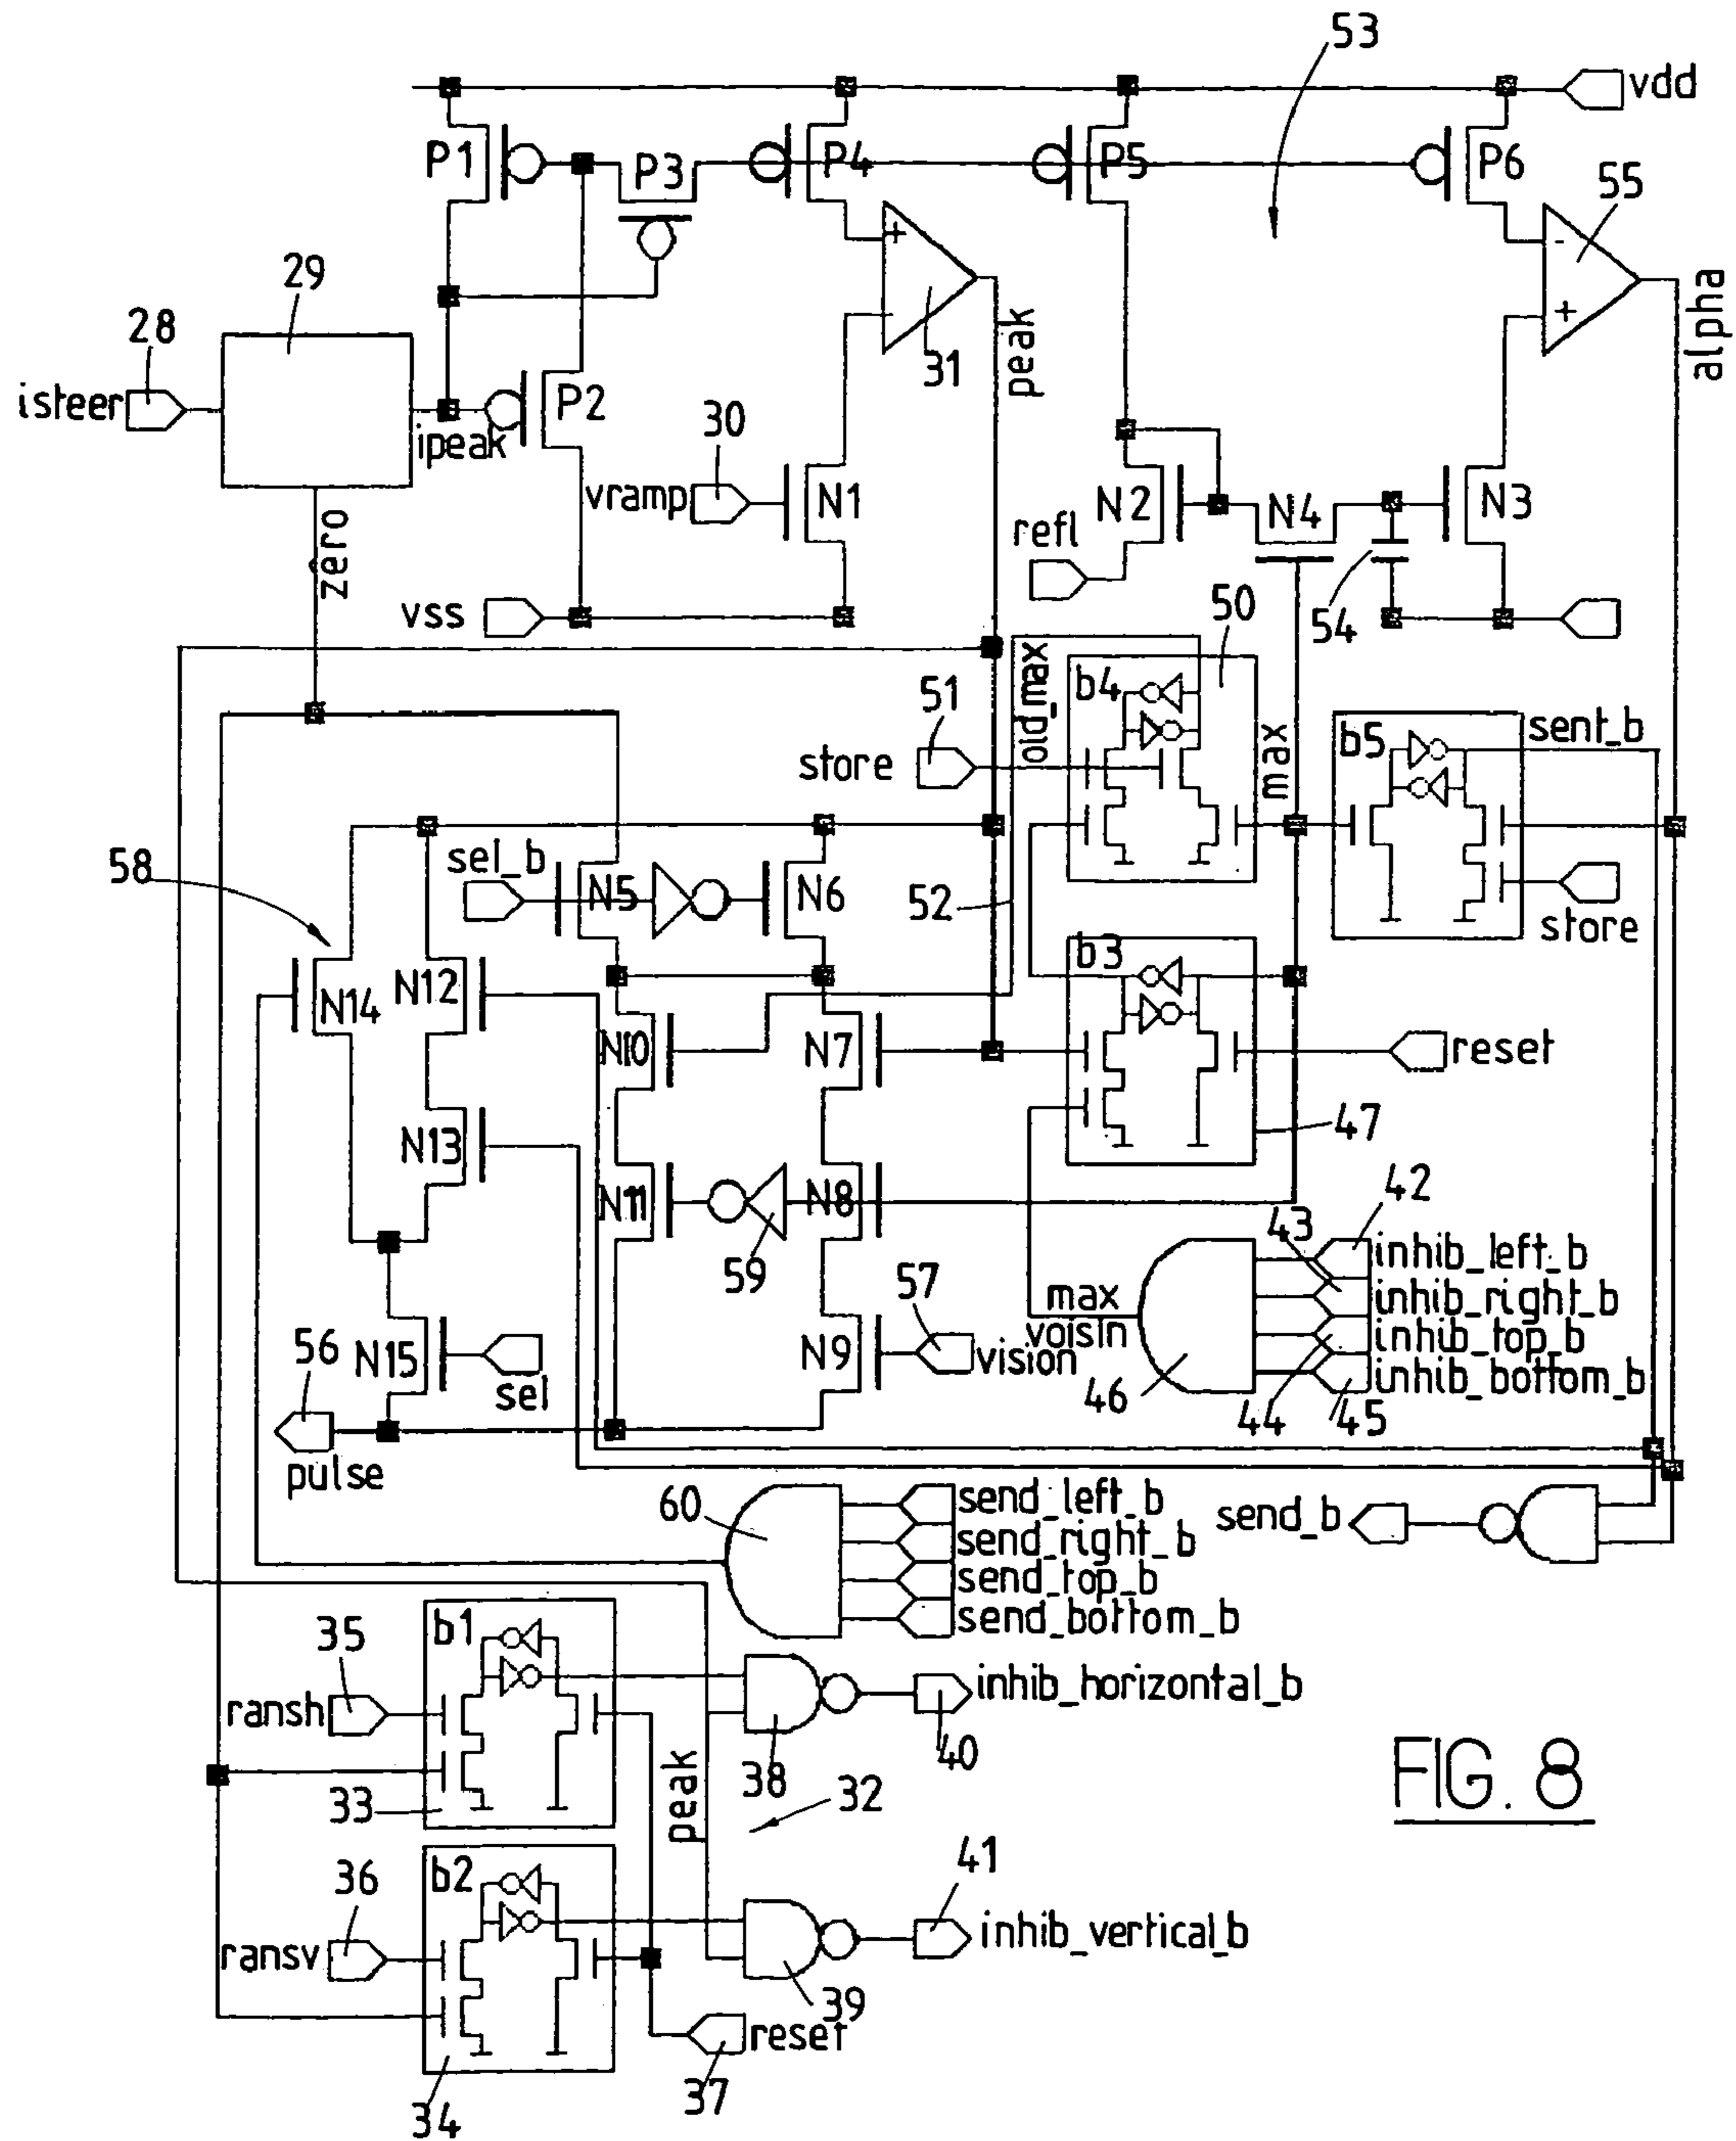 53
vdd
P1
P3
P4
P5
P6
55
29
28
31
peak
alpha
isteer
ipeak
P2
30
vramp
N1
N2
N4
N3
refl
zero
vss
54
50
old_max
b4
51
store
max
b5
sent_b
58
sel_b
N5
N6
52
store
b3
N14
N12
N10
N7
reset
N13
47
N11
N8
59
42
43
inhib_left_b
inhib_right_b
inhib_top_b
inhib_bottom_b
max
voisin
57
vision
N9
56
N15
sel
46
44
45
pulse
60
send_left_b
send_right_b
send_top_b
send_bottom_b
send_b
35
b1
ransh
inhib_horizontal_b
40
38
33
peak
32
FIG. 8
36
b2
41
ransv
inhib_vertical_b
39
reset
34
37